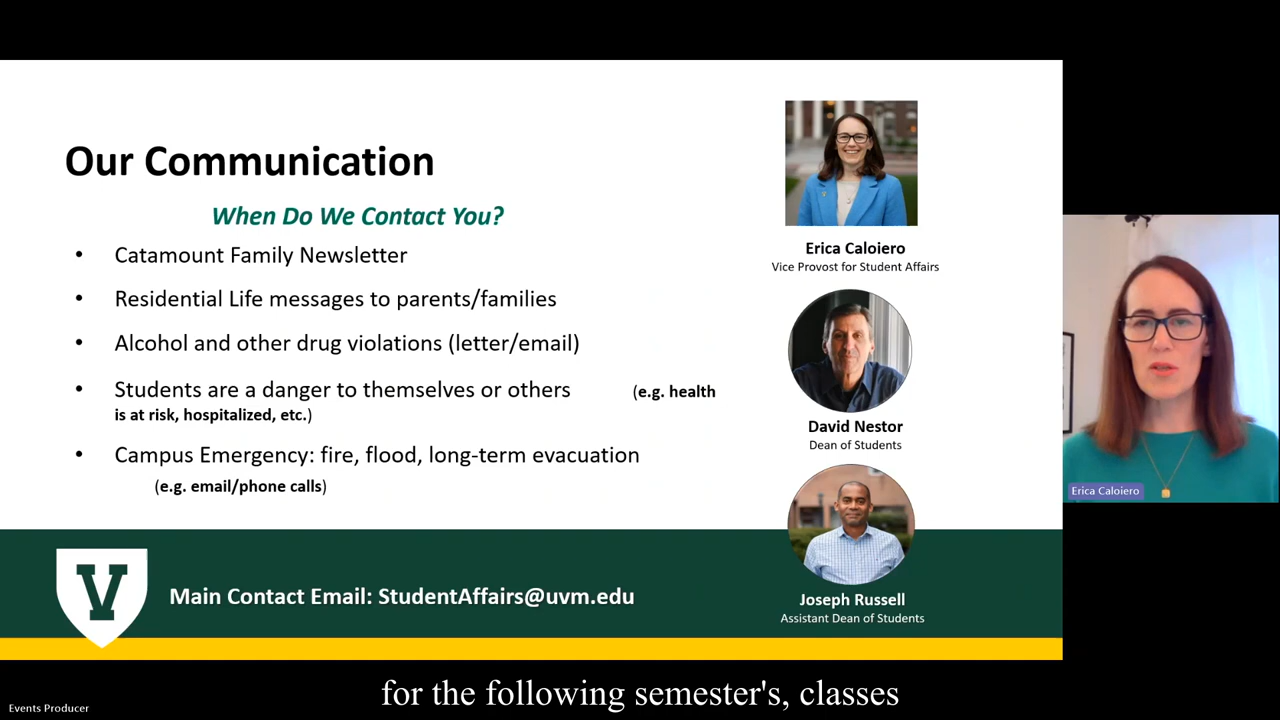 Our Communication
When Do We Contact You?
• Catamount Family Newsletter
• Residential Life messages to parents/families
• Alcohol and other drug violations (letter/email)
• Students are a danger to themselves or others (e.g. health
is at risk, hospitalized, etc.)
• Campus Emergency: fire, flood, long-term evacuation
(e.g. email/phone calls)
Erica Caloiero
Vice Provost for Student Affairs
David Nestor
Dean of Students
Joseph Russell
Assistant Dean of Students
V
Main Contact Email: StudentAffairs@uvm.edu
Erica Caloiero
for the following semester's, classes
Events Producer